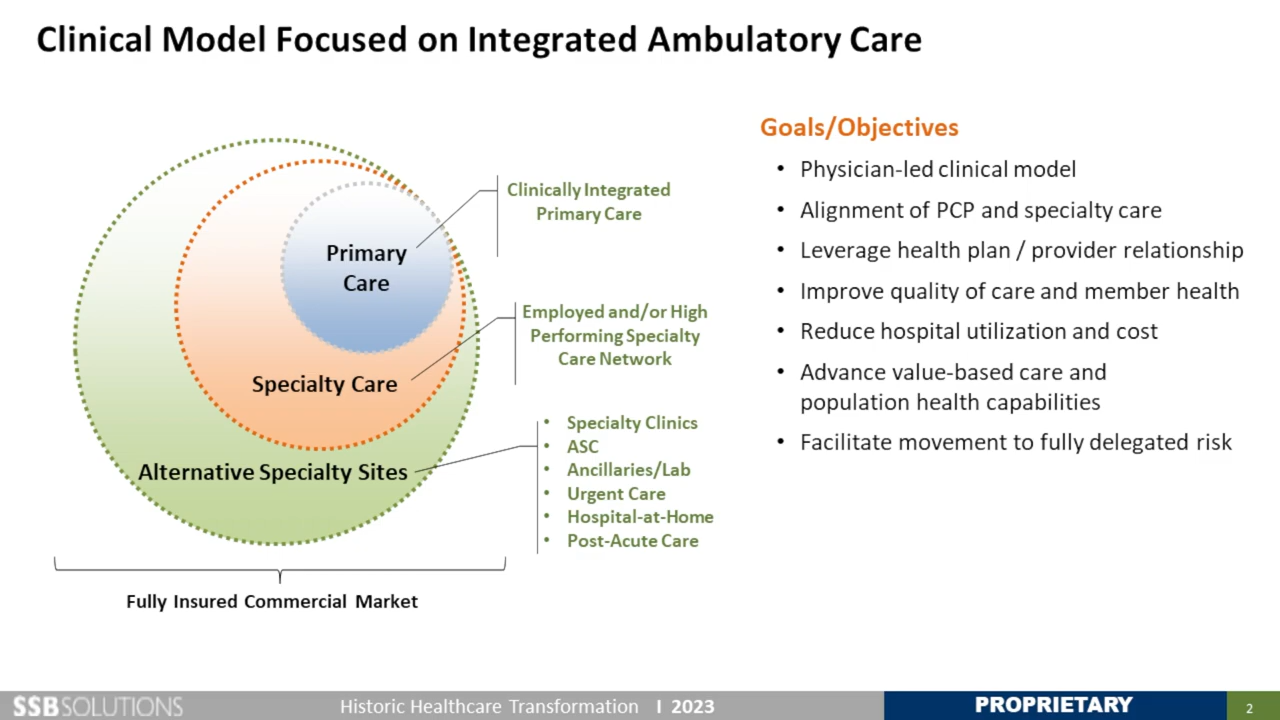 Clinical Model Focused on Integrated Ambulatory Care
Primary
Care
Specialty Care
Alternative Specialty Sites
Fully Insured Commercial Market
Clinically Integrated
Primary Care
Employed and/or High
Performing Specialty
Care Network
• Specialty Clinics
• ASC
• Ancillaries/Lab
• Urgent Care
• Hospital-at-Home
• Post-Acute Care
Goals/Objectives
• Physician-led clinical model
• Alignment of PCP and specialty care
• Leverage health plan / provider relationship
• Improve quality of care and member health
• Reduce hospital utilization and cost
• Advance value-based care and
population health capabilities
• Facilitate movement to fully delegated risk
SSBSOLUTIONS
Historic Healthcare Transformation I 2023
PROPRIETARY
2